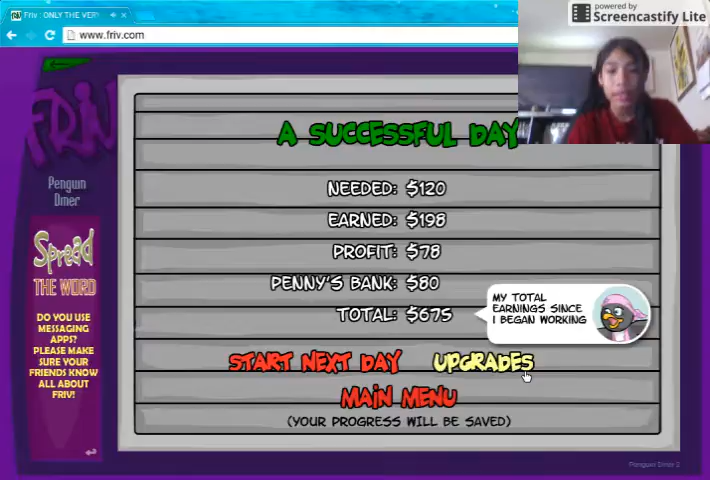 Friv : ONLY THE VERY
www.friv.com
powered by
Screencastify Lite
FRIV
Penguin
Diner
Spread
THE WORD
DO YOU USE
MESSAGING
APPS?
PLEASE MAKE
SURE YOUR
FRIENDS KNOW
ALL ABOUT
FRIV!
A SUCCESSFUL DAY
NEEDED: $120
EARNED: $198
PROFIT: $78
PENNY'S BANK: $80
TOTAL: $675
MY TOTAL
EARNINGS SINCE
I BEGAN WORKING
START NEXT DAY UPGRADES
MAIN MENU
(YOUR PROGRESS WILL BE SAVED)
Penguin Diner 2